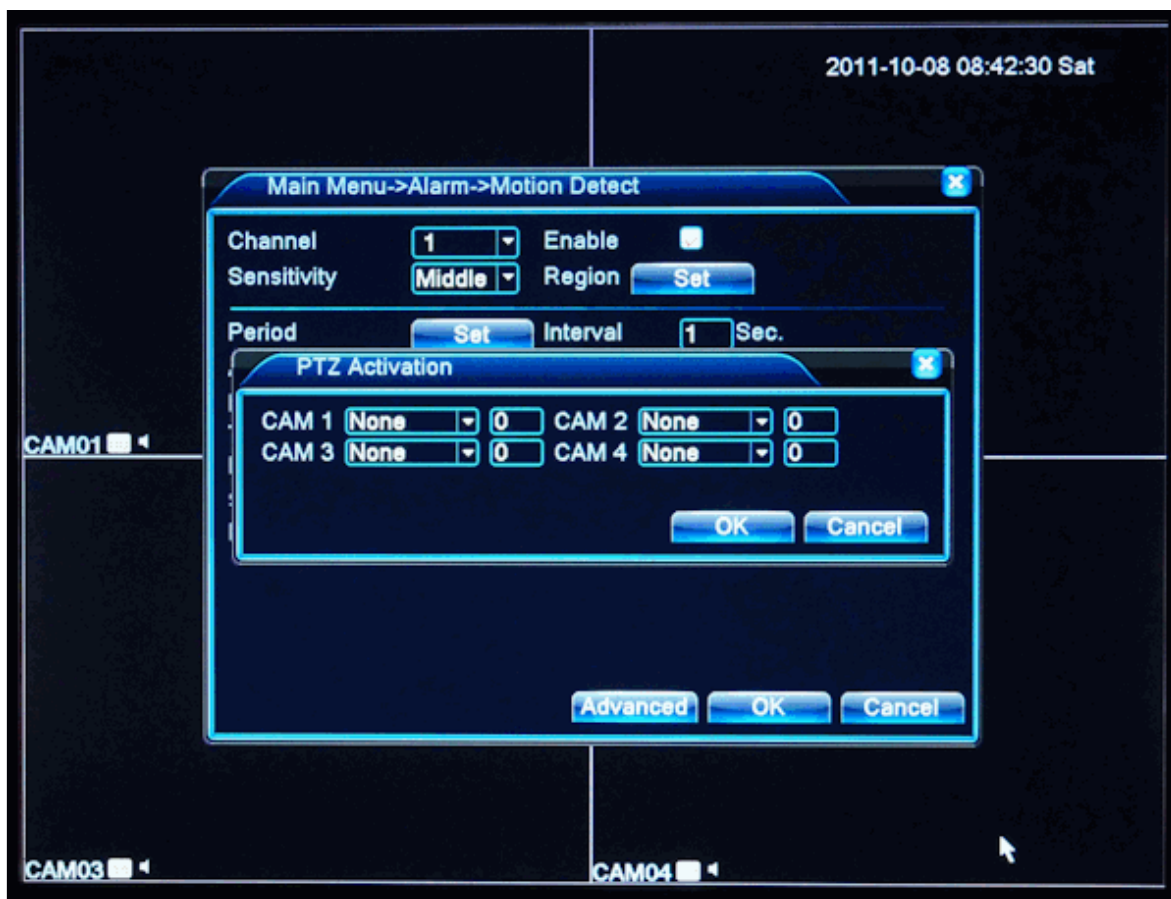 2011-10-08 08:42:30 Sat
Main Menu->Alarm->Motion Detect
Channel 1 Enable
Sensitivity Middle Region Set
Period Set Interval 1 Sec.
PTZ Activation
CAM 1 None 0 CAM 2 None 0
CAM 3 None 0 CAM 4 None 0
OK Cancel
CAM01
Advanced OK Cancel
CAM03
CAM04